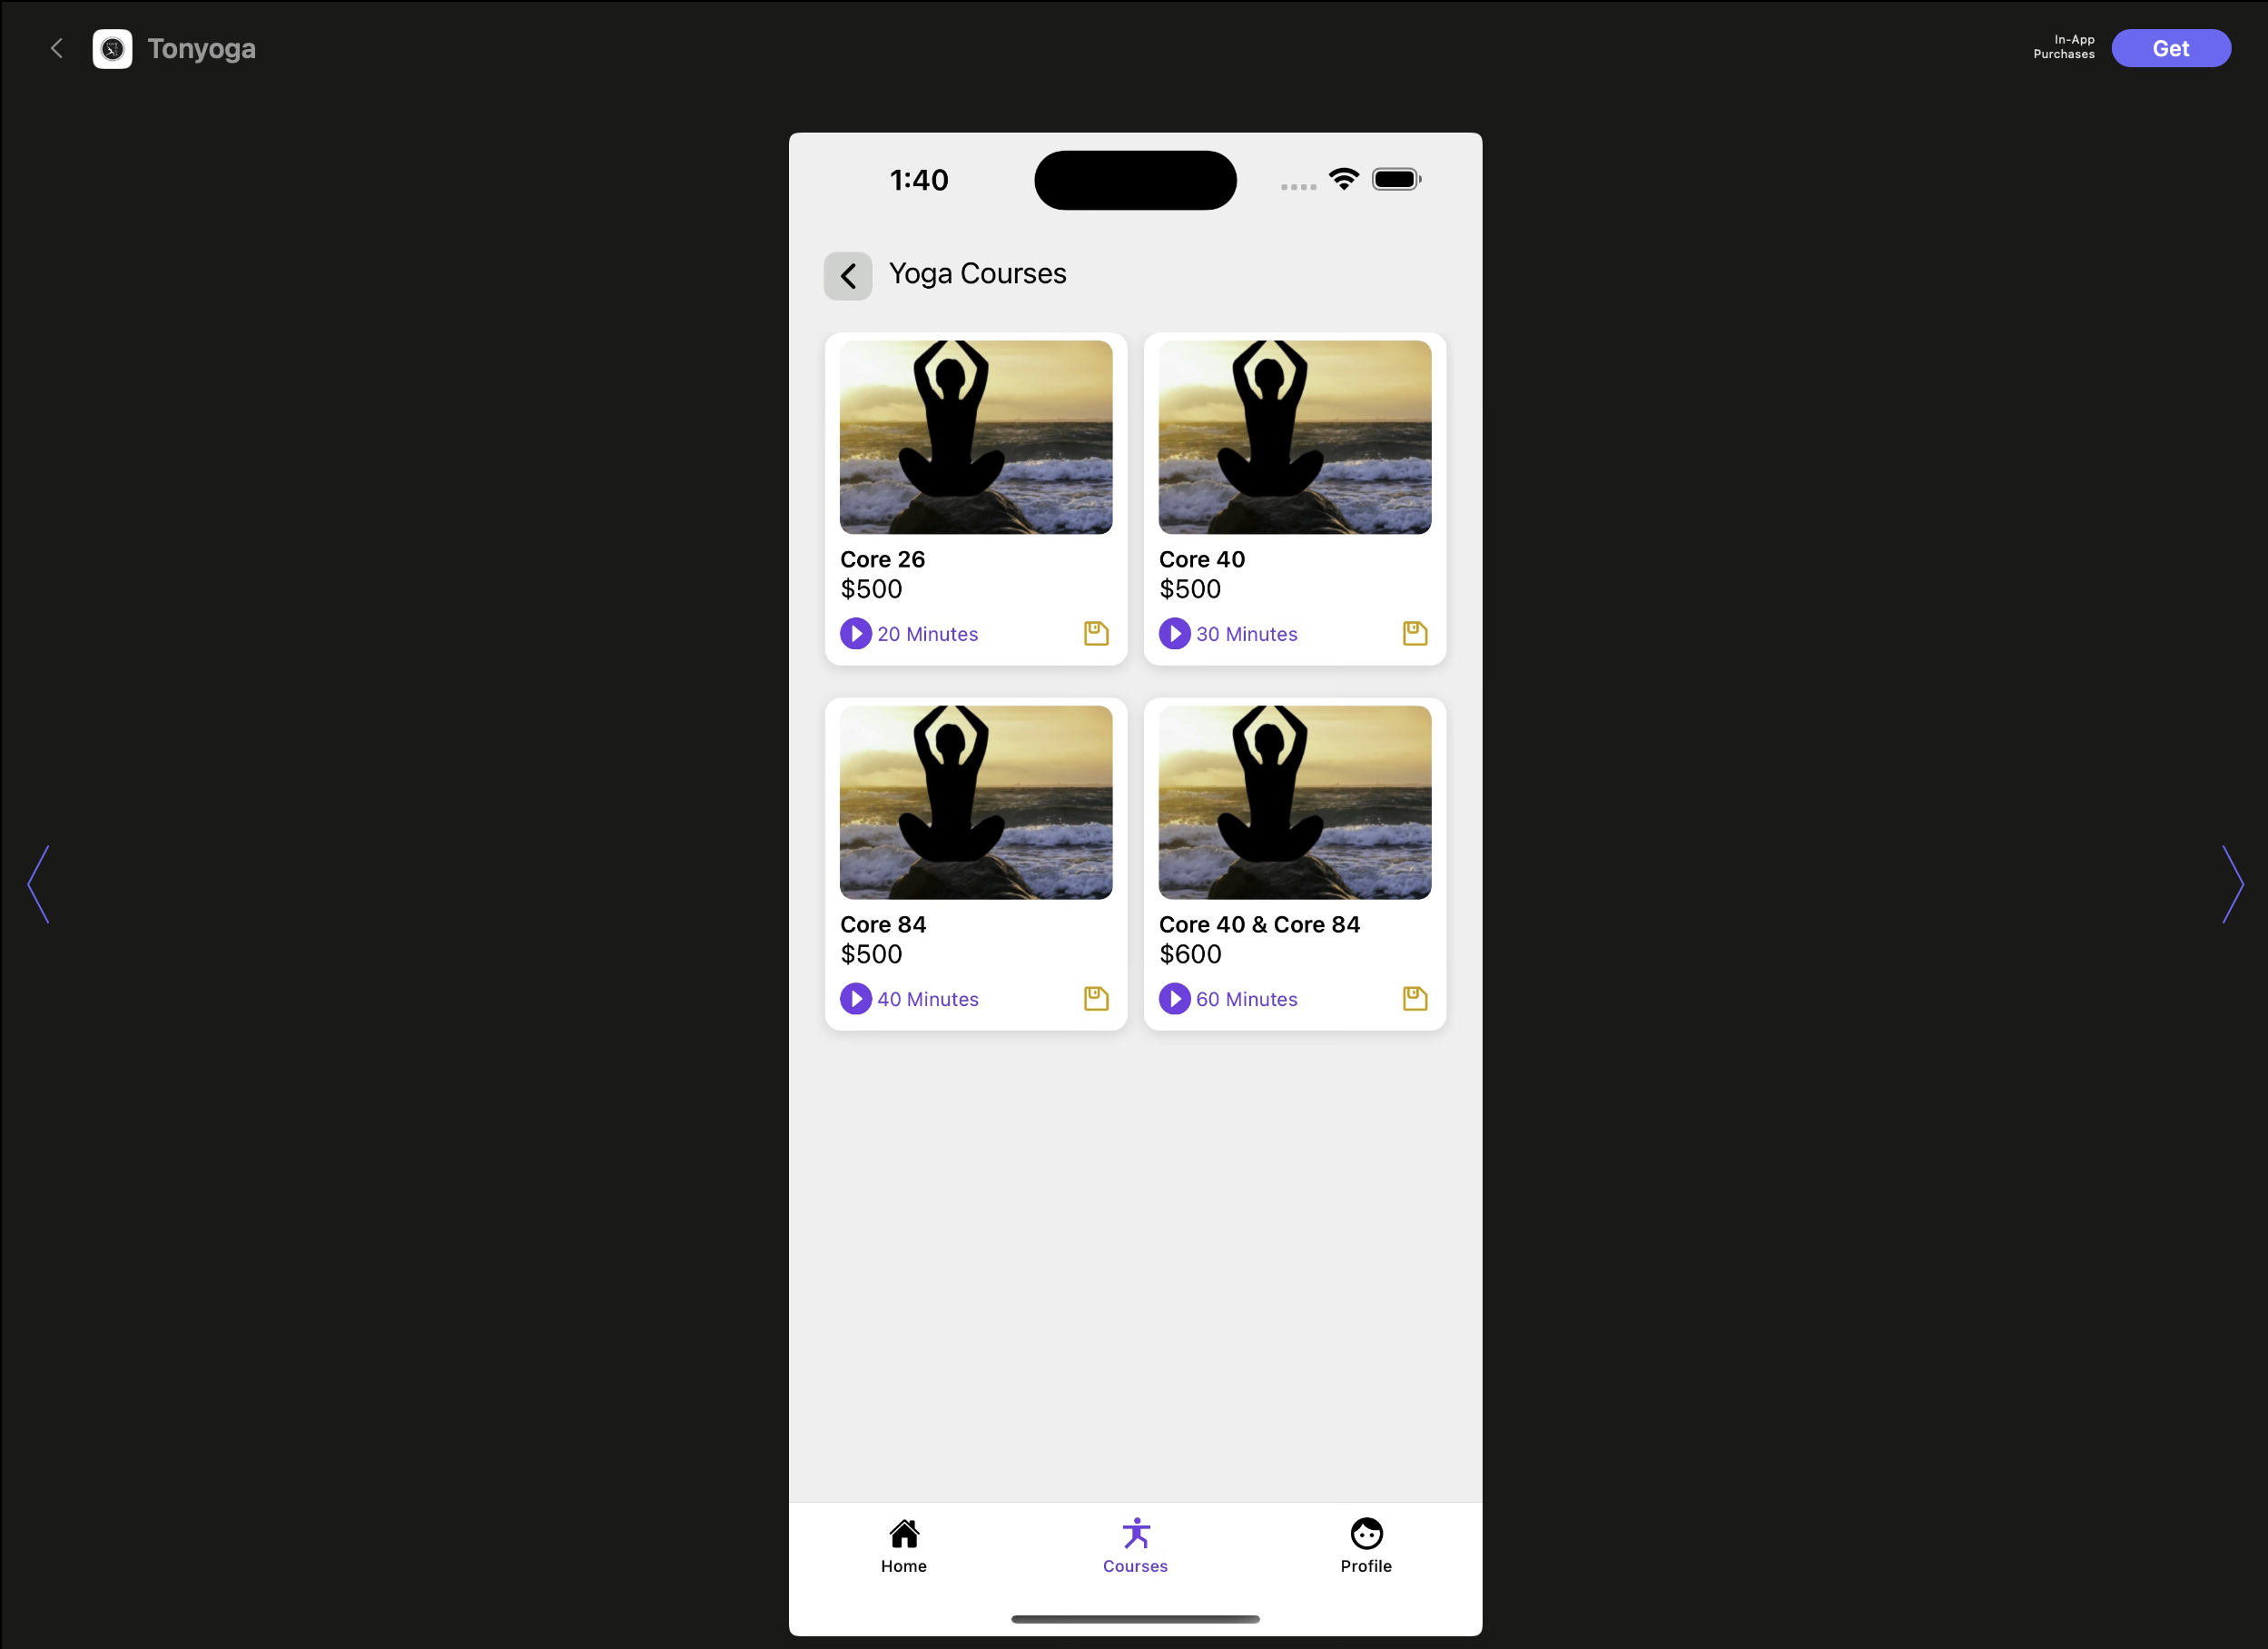 Tonyoga
In-App
Purchases
Get
1:40
Yoga Courses
Core 26
$500
20 Minutes
Core 40
$500
30 Minutes
Core 84
$500
40 Minutes
Core 40 & Core 84
$600
60 Minutes
Home
Courses
Profile